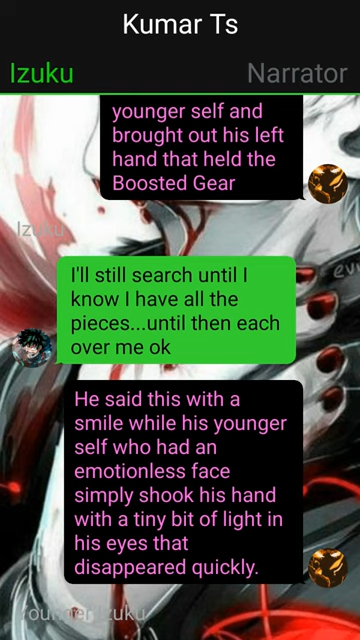 Kumar Ts
Izuku
Narrator
younger self and
brought out his left
hand that held the
Boosted Gear
Izuku
I'll still search until I
know I have all the
pieces...until then each
over me ok
He said this with a
smile while his younger
self who had an
emotionless face
simply shook his hand
with a tiny bit of light in
his eyes that
disappeared quickly.
Younger Izuku